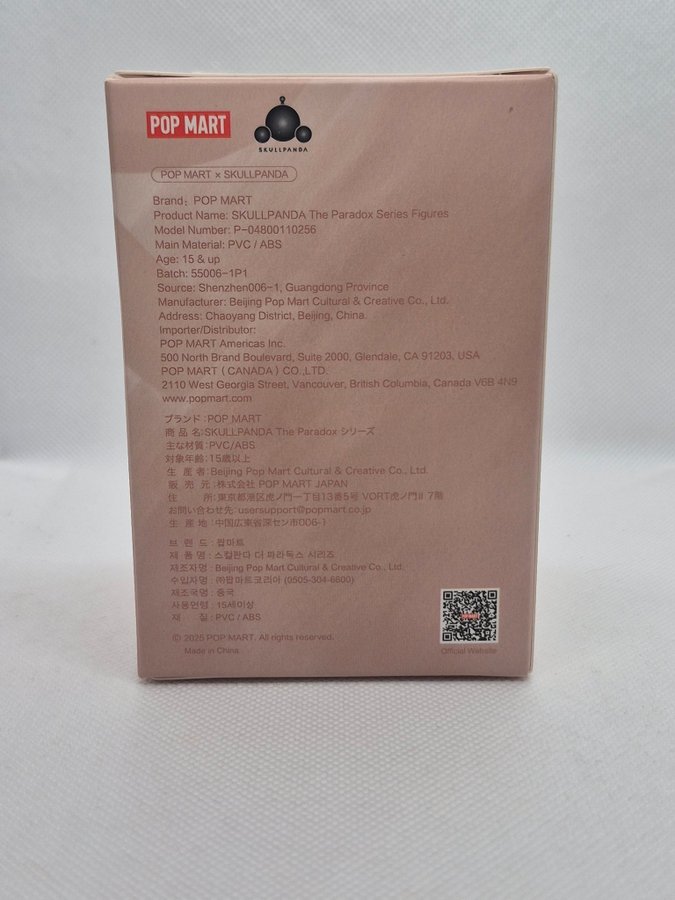 POP MART
SKULLPANDA
POP MART × SKULLPANDA
Brand: POP MART
Product Name: SKULLPANDA The Paradox Series Figures
Model Number: P-04800110256
Main Material: PVC / ABS
Age: 15 & up
Batch: 55006-1P1
Source: Shenzhen006-1, Guangdong Province
Manufacturer: Beijing Pop Mart Cultural & Creative Co., Ltd.
Address: Chaoyang District, Beijing, China.
Importer/Distributor:
POP MART Americas Inc.
500 North Brand Boulevard, Suite 2000, Glendale, CA 91203, USA
POP MART (CANADA) CO.,LTD.
2110 West Georgia Street, Vancouver, British Columbia, Canada V6B 4N9
www.popmart.com
ブランド:POP MART
商品名:SKULLPANDA The Paradox シリーズ
主な材質:PVC/ABS
対象年齢:15歳以上
生産者:Beijing Pop Mart Cultural & Creative Co., Ltd.
販売元:株式会社 POP MART JAPAN
住所:東京都港区虎ノ門一丁目13番5号 VORT虎ノ門II 7階
お問い合わせ先:usersupport@popmart.co.jp
生産地:中国広東省深セン市006-1
브랜드 : 팝마트
제품명 : 스컬판다 더 파라독스 시리즈
제조자명 : Beijing Pop Mart Cultural & Creative Co., Ltd.
수입자명 : ㈜팝마트코리아 (0505-304-6600)
제조국명 : 중국
사용연령 : 15세이상
재질 : PVC / ABS
© 2025 POP MART. All rights reserved.
Made in China
Official Website